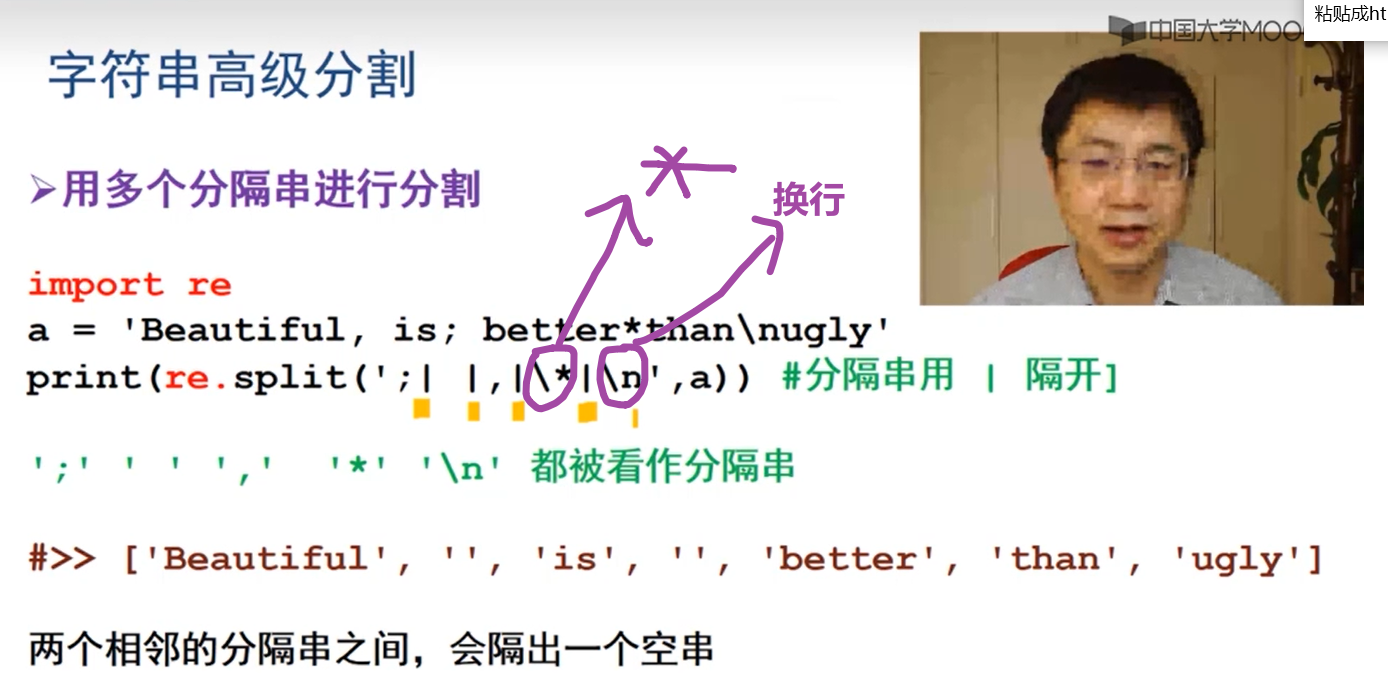 中国大学MOO
粘贴成ht
字符串高级分割
➢用多个分隔串进行分割
*
换行
import re
a = 'Beautiful, is; better*than\nugly'
print(re.split(';| |,|\*|\n',a)) #分隔串用 | 隔开]
';' ' ' ',' '*' '\n' 都被看作分隔串
#>> ['Beautiful', '', 'is', '', 'better', 'than', 'ugly']
两个相邻的分隔串之间，会隔出一个空串